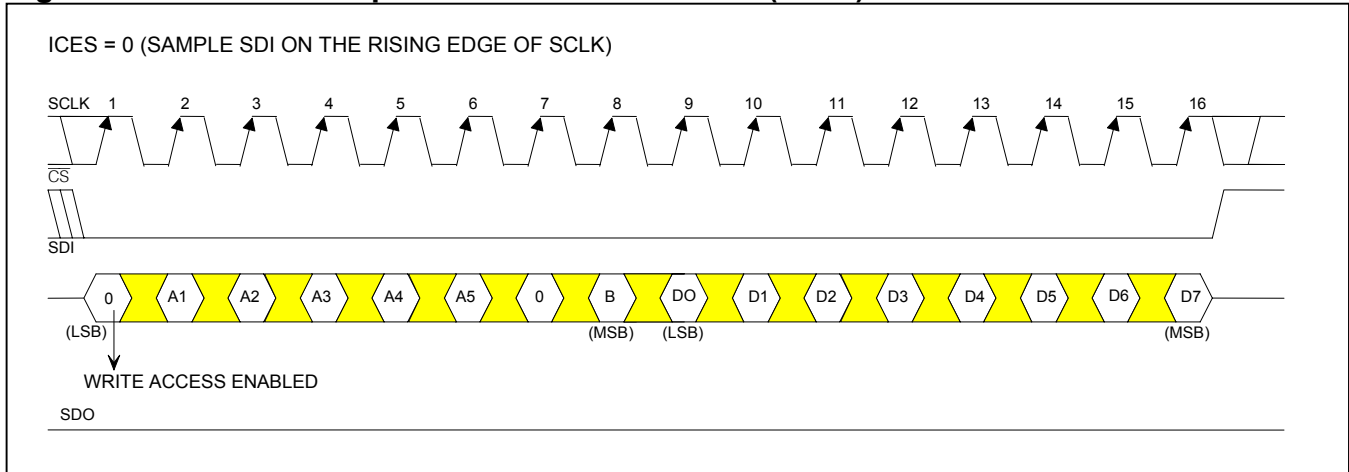 ICES = 0 (SAMPLE SDI ON THE RISING EDGE OF SCLK)
SCLK 1 2 3 4 5 6 7 8 9 10 11 12 13 14 15 16
CS
SDI
0 A1 A2 A3 A4 A5 0 B DO D1 D2 D3 D4 D5 D6 D7
(LSB) (MSB) (LSB) (MSB)
WRITE ACCESS ENABLED
SDO